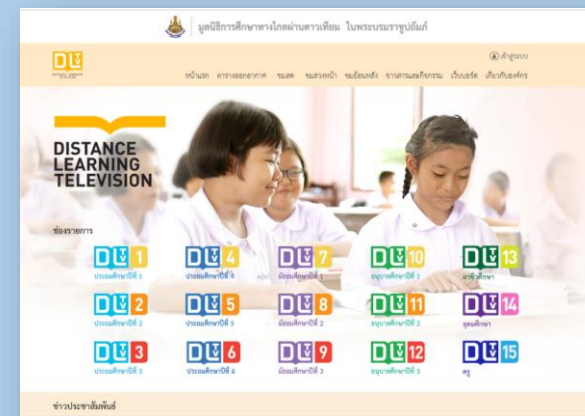 มูลนิธิการศึกษาทางไกลผ่านดาวเทียม ในพระบรมราชูปถัมภ์
เข้าสู่ระบบ
DLTV
หน้าแรก ตารางออกอากาศ ชมสด ชมล่วงหน้า ชมย้อนหลัง ข่าวสารและกิจกรรม เว็บบอร์ด เกี่ยวกับองค์กร
DISTANCE
LEARNING
TELEVISION
ช่องรายการ
DLTV 1 DLTV 4 DLTV 7 DLTV 10 DLTV 13
ประถมศึกษาปีที่ 1 ประถมศึกษาปีที่ 4 มัธยมศึกษาปีที่ 1 อนุบาลศึกษาปีที่ 1 อาชีวศึกษา
DLTV 2 DLTV 5 DLTV 8 DLTV 11 DLTV 14
ประถมศึกษาปีที่ 2 ประถมศึกษาปีที่ 5 มัธยมศึกษาปีที่ 2 อนุบาลศึกษาปีที่ 2 อุดมศึกษา
DLTV 3 DLTV 6 DLTV 9 DLTV 12 DLTV 15
ประถมศึกษาปีที่ 3 ประถมศึกษาปีที่ 6 มัธยมศึกษาปีที่ 3 อนุบาลศึกษาปีที่ 3 ครู
ข่าวประชาสัมพันธ์